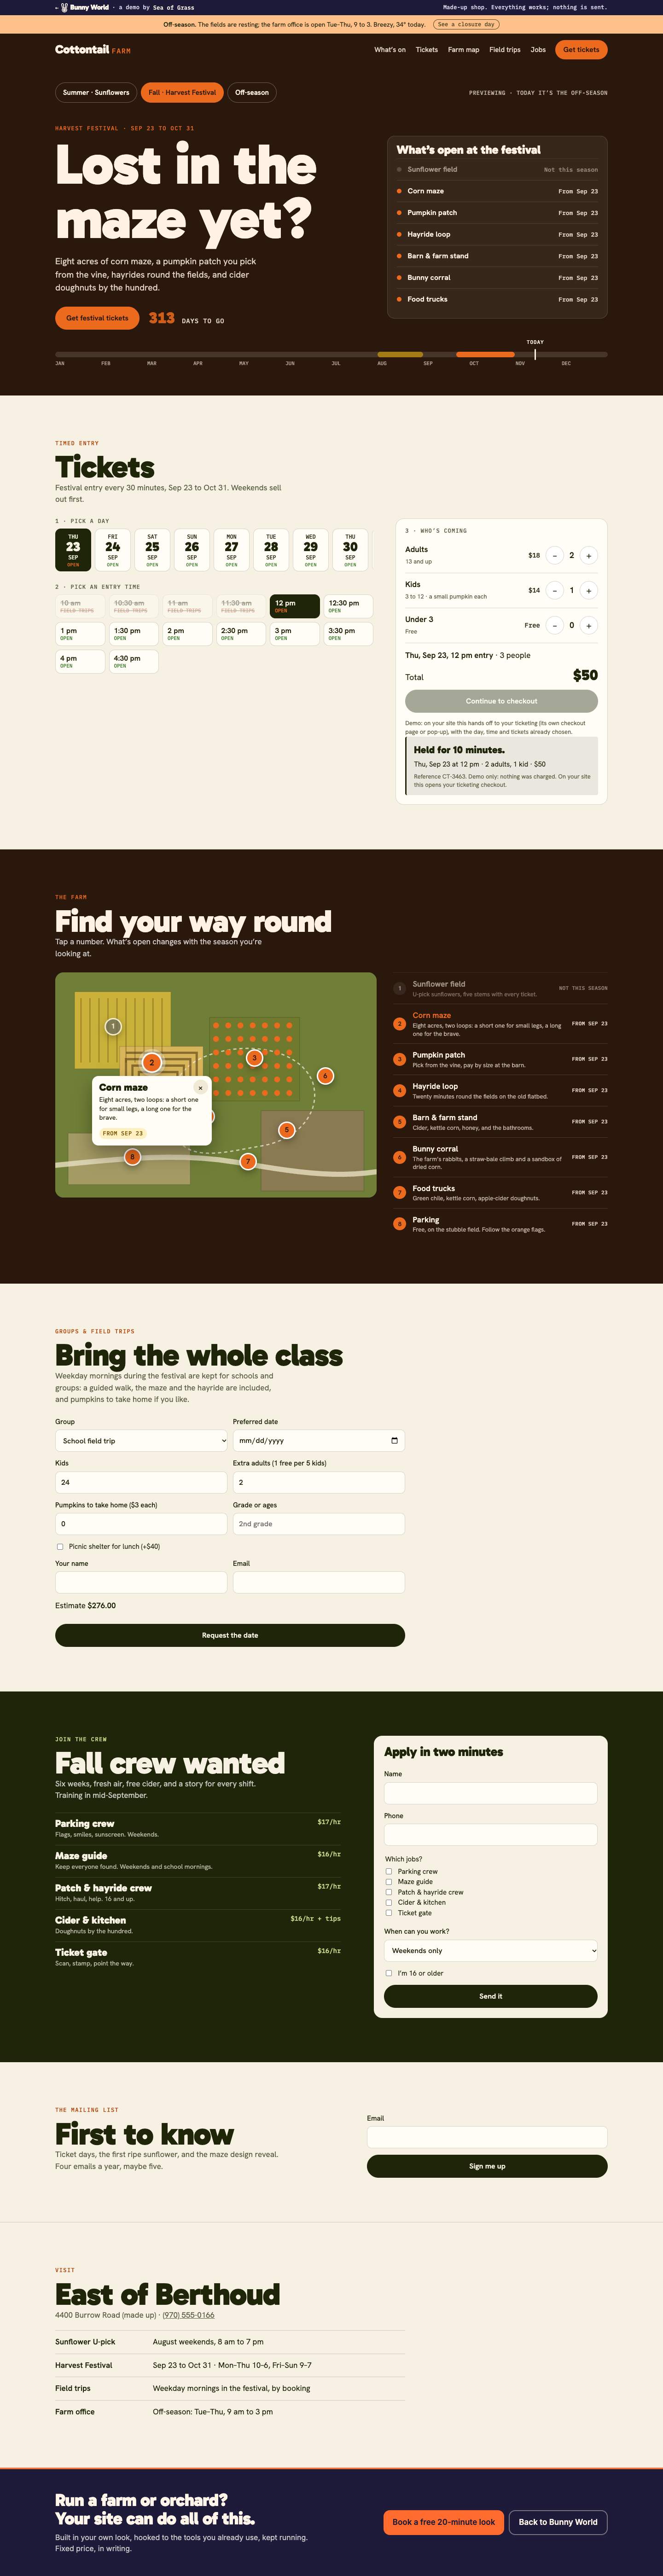 ← Bunny World · a demo by Sea of Grass
Made-up shop. Everything works; nothing is sent.
Off-season. The fields are resting; the farm office is open Tue–Thu, 9 to 3. Breezy, 34° today. See a closure day
Cottontail FARM
What's on Tickets Farm map Field trips Jobs Get tickets
Summer · Sunflowers Fall · Harvest Festival Off-season
PREVIEWING · TODAY IT'S THE OFF-SEASON
HARVEST FESTIVAL · SEP 23 TO OCT 31
Lost in the
maze yet?
Eight acres of corn maze, a pumpkin patch you pick
from the vine, hayrides round the fields, and cider
doughnuts by the hundred.
Get festival tickets 313 DAYS TO GO
What's open at the festival
Sunflower field Not this season
Corn maze From Sep 23
Pumpkin patch From Sep 23
Hayride loop From Sep 23
Barn & farm stand From Sep 23
Bunny corral From Sep 23
Food trucks From Sep 23
TODAY
JAN FEB MAR APR MAY JUN JUL AUG SEP OCT NOV DEC
TIMED ENTRY
Tickets
Festival entry every 30 minutes, Sep 23 to Oct 31. Weekends sell
out first.
1 · PICK A DAY
THU FRI SAT SUN MON TUE WED THU
23 24 25 26 27 28 29 30
SEP SEP SEP SEP SEP SEP SEP SEP
OPEN OPEN OPEN OPEN OPEN OPEN OPEN OPEN
2 · PICK AN ENTRY TIME
10 am 10:30 am 11 am 11:30 am 12 pm 12:30 pm
FIELD TRIPS FIELD TRIPS FIELD TRIPS FIELD TRIPS OPEN OPEN
1 pm 1:30 pm 2 pm 2:30 pm 3 pm 3:30 pm
OPEN OPEN OPEN OPEN OPEN OPEN
4 pm 4:30 pm
OPEN OPEN
3 · WHO'S COMING
Adults
13 and up
$18 − 2 +
Kids
3 to 12 · a small pumpkin each
$14 − 1 +
Under 3
Free
Free − 0 +
Thu, Sep 23, 12 pm entry · 3 people
Total $50
Continue to checkout
Demo: on your site this hands off to your ticketing (its own checkout
page or pop-up), with the day, time and tickets already chosen.
Held for 10 minutes.
Thu, Sep 23 at 12 pm · 2 adults, 1 kid · $50
Reference CT-3463. Demo only: nothing was charged. On your site
this opens your ticketing checkout.
THE FARM
Find your way round
Tap a number. What's open changes with the season you're
looking at.
1
2
3
6
5
8
7
Corn maze ×
Eight acres, two loops: a short one
for small legs, a long one for the
brave.
FROM SEP 23
1 Sunflower field NOT THIS SEASON
U-pick sunflowers, five stems with every ticket.
2 Corn maze FROM SEP 23
Eight acres, two loops: a short one for small legs, a long
one for the brave.
3 Pumpkin patch FROM SEP 23
Pick from the vine, pay by size at the barn.
4 Hayride loop FROM SEP 23
Twenty minutes round the fields on the old flatbed.
5 Barn & farm stand FROM SEP 23
Cider, kettle corn, honey, and the bathrooms.
6 Bunny corral FROM SEP 23
The farm's rabbits, a straw-bale climb and a sandbox of
dried corn.
7 Food trucks FROM SEP 23
Green chile, kettle corn, apple-cider doughnuts.
8 Parking FROM SEP 23
Free, on the stubble field. Follow the orange flags.
GROUPS & FIELD TRIPS
Bring the whole class
Weekday mornings during the festival are kept for schools and
groups: a guided walk, the maze and the hayride are included,
and pumpkins to take home if you like.
Group Preferred date
School field trip mm/dd/yyyy
Kids Extra adults (1 free per 5 kids)
24 2
Pumpkins to take home ($3 each) Grade or ages
0 2nd grade
Picnic shelter for lunch (+$40)
Your name Email
Estimate $276.00
Request the date
JOIN THE CREW
Fall crew wanted
Six weeks, fresh air, free cider, and a story for every shift.
Training in mid-September.
Parking crew $17/hr
Flags, smiles, sunscreen. Weekends.
Maze guide $16/hr
Keep everyone found. Weekends and school mornings.
Patch & hayride crew $17/hr
Hitch, haul, help. 16 and up.
Cider & kitchen $16/hr + tips
Doughnuts by the hundred.
Ticket gate $16/hr
Scan, stamp, point the way.
Apply in two minutes
Name
Phone
Which jobs?
Parking crew
Maze guide
Patch & hayride crew
Cider & kitchen
Ticket gate
When can you work?
Weekends only
I'm 16 or older
Send it
THE MAILING LIST
First to know
Ticket days, the first ripe sunflower, and the maze design reveal.
Four emails a year, maybe five.
Email
Sign me up
VISIT
East of Berthoud
4400 Burrow Road (made up) · (970) 555-0166
Sunflower U-pick August weekends, 8 am to 7 pm
Harvest Festival Sep 23 to Oct 31 · Mon–Thu 10–6, Fri–Sun 9–7
Field trips Weekday mornings in the festival, by booking
Farm office Off-season: Tue–Thu, 9 am to 3 pm
Run a farm or orchard?
Your site can do all of this.
Built in your own look, hooked to the tools you already use, kept running.
Fixed price, in writing.
Book a free 20-minute look Back to Bunny World